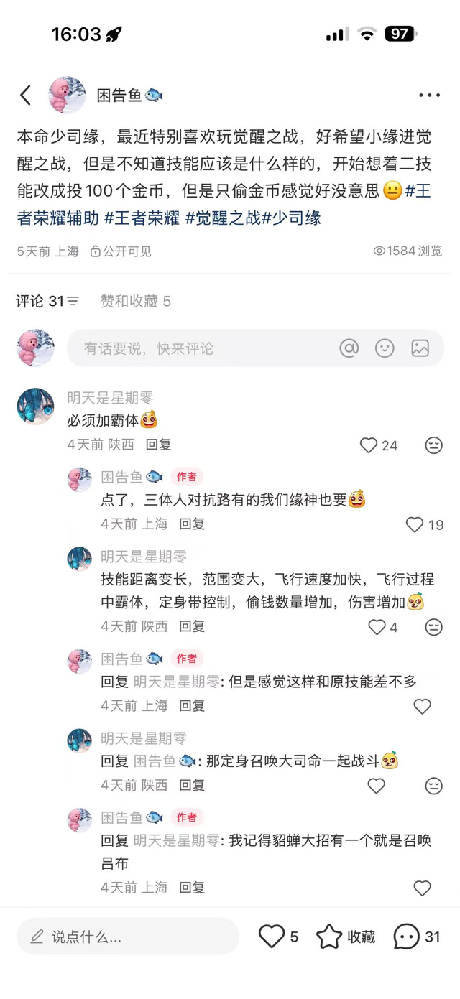 16:03
97
困告鱼
本命少司缘，最近特别喜欢玩觉醒之战，好希望小缘进觉
醒之战，但是不知道技能应该是什么样的，开始想着二技
能改成投100个金币，但是只偷金币感觉好没意思 #王
者荣耀辅助 #王者荣耀 #觉醒之战#少司缘
5天前 上海 公开可见
1584浏览
评论 31
赞和收藏 5
有话要说，快来评论
明天是星期零
必须加霸体
4天前 陕西 回复
24
困告鱼 作者
点了，三体人对抗路有的我们缘神也要
4天前 上海 回复
19
明天是星期零
技能距离变长，范围变大，飞行速度加快，飞行过程
中霸体，定身带控制，偷钱数量增加，伤害增加
4天前 陕西 回复
4
困告鱼 作者
回复 明天是星期零: 但是感觉这样和原技能差不多
4天前 上海 回复
明天是星期零
回复 困告鱼: 那定身召唤大司命一起战斗
4天前 陕西 回复
困告鱼 作者
回复 明天是星期零: 我记得貂蝉大招有一个就是召唤
吕布
4天前 上海 回复
说点什么...
5
收藏
31